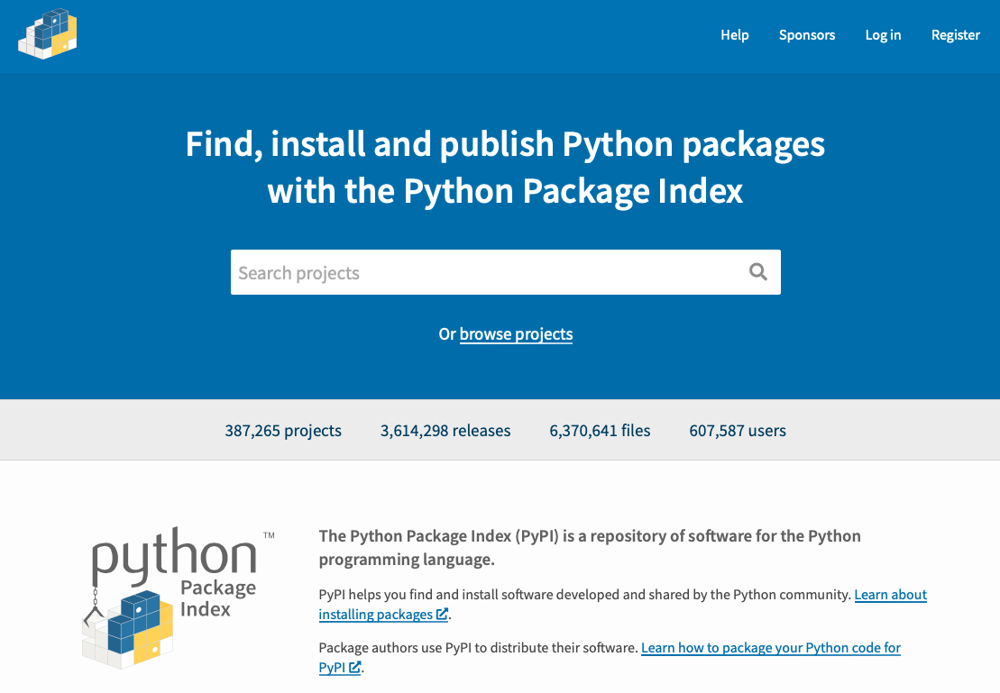 Help Sponsors Log in Register
Find, install and publish Python packages
with the Python Package Index
Search projects
Or browse projects
387,265 projects 3,614,298 releases 6,370,641 files 607,587 users
python™
Package
Index
The Python Package Index (PyPI) is a repository of software for the Python
programming language.
PyPI helps you find and install software developed and shared by the Python community. Learn about
installing packages.
Package authors use PyPI to distribute their software. Learn how to package your Python code for
PyPI.